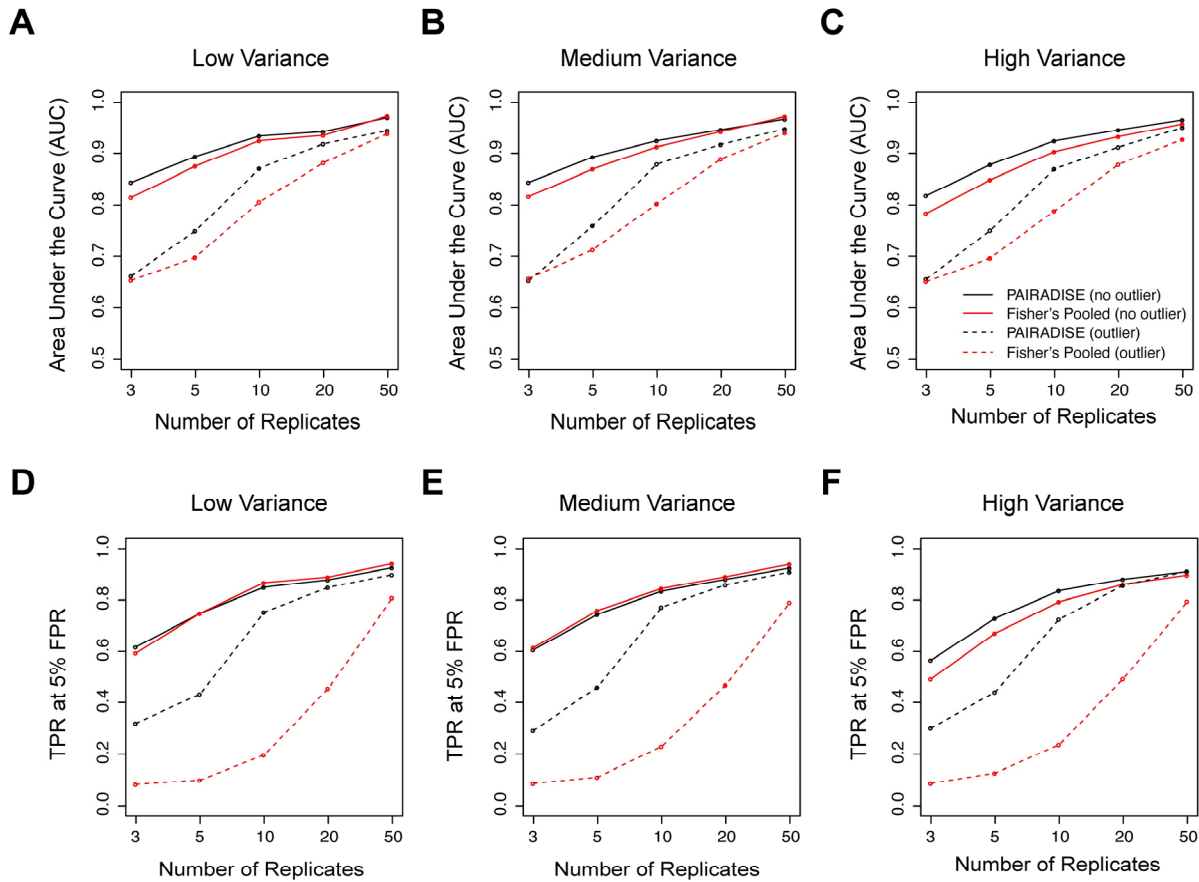 A
B
C
Low Variance
Medium Variance
High Variance
Area Under the Curve (AUC)
1.0
0.9
0.8
0.7
0.6
0.5
3 5 10 20 50
Number of Replicates
Area Under the Curve (AUC)
1.0
0.9
0.8
0.7
0.6
0.5
3 5 10 20 50
Number of Replicates
Area Under the Curve (AUC)
1.0
0.9
0.8
0.7
0.6
0.5
PAIRADISE (no outlier)
Fisher's Pooled (no outlier)
PAIRADISE (outlier)
Fisher's Pooled (outlier)
3 5 10 20 50
Number of Replicates
D
E
F
Low Variance
Medium Variance
High Variance
TPR at 5% FPR
1.0
0.8
0.6
0.4
0.2
0.0
3 5 10 20 50
Number of Replicates
TPR at 5% FPR
1.0
0.8
0.6
0.4
0.2
0.0
3 5 10 20 50
Number of Replicates
TPR at 5% FPR
1.0
0.8
0.6
0.4
0.2
0.0
3 5 10 20 50
Number of Replicates